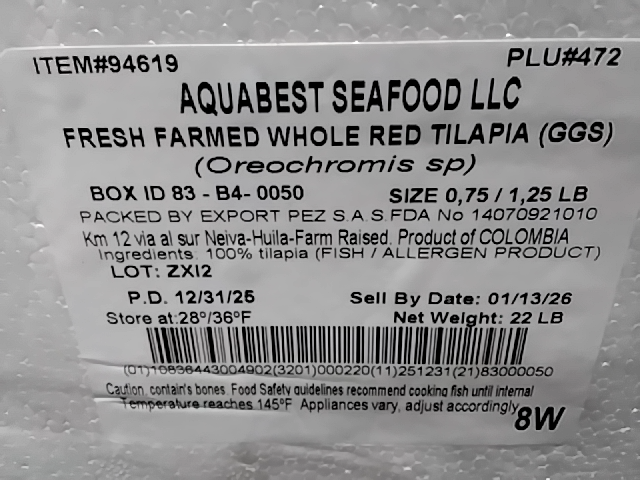 ITEM#94619 PLU#472
AQUABEST SEAFOOD LLC
FRESH FARMED WHOLE RED TILAPIA (GGS)
(Oreochromis sp)
BOX ID 83 - B4- 0050 SIZE 0,75 / 1,25 LB
PACKED BY EXPORT PEZ S.A.S.FDA No 14070921010
Km 12 via al sur Neiva-Huila-Farm Raised. Product of COLOMBIA
Ingredients: 100% tilapia (FISH / ALLERGEN PRODUCT)
LOT: ZXI2
P.D. 12/31/25 Sell By Date: 01/13/26
Store at:28º/36ºF Net Weight: 22 LB
(01)10836443004902(3201)000220(11)251231(21)83000050
Caution, contain's bones. Food Safety guidelines recommend cooking fish until internal
Temperature reaches 145ºF. Appliances vary, adjust accordingly.
8W